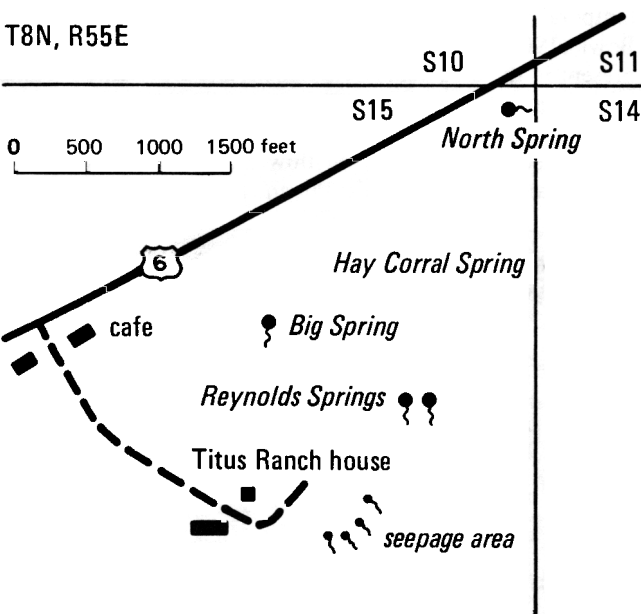 T8N, R55E
S10 S11
S15 S14
North Spring
0 500 1000 1500 feet
6
Hay Corral Spring
cafe
Big Spring
Reynolds Springs
Titus Ranch house
seepage area